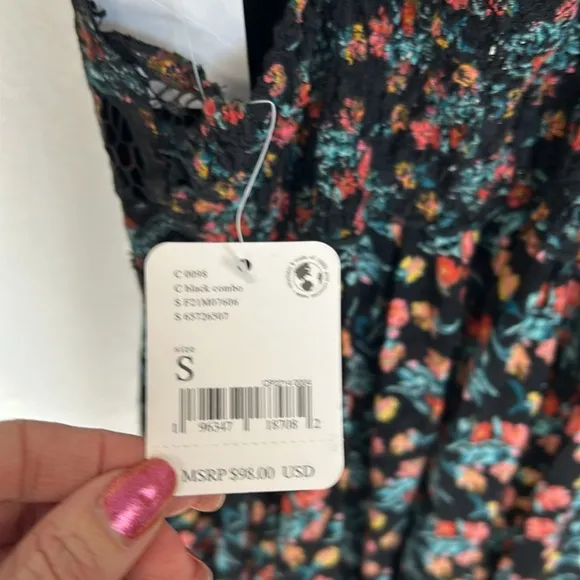 C 0098
C black combo
S F21M07606
S 65726507
size
S
1 96347 18708 2
MSRP $98.00 USD